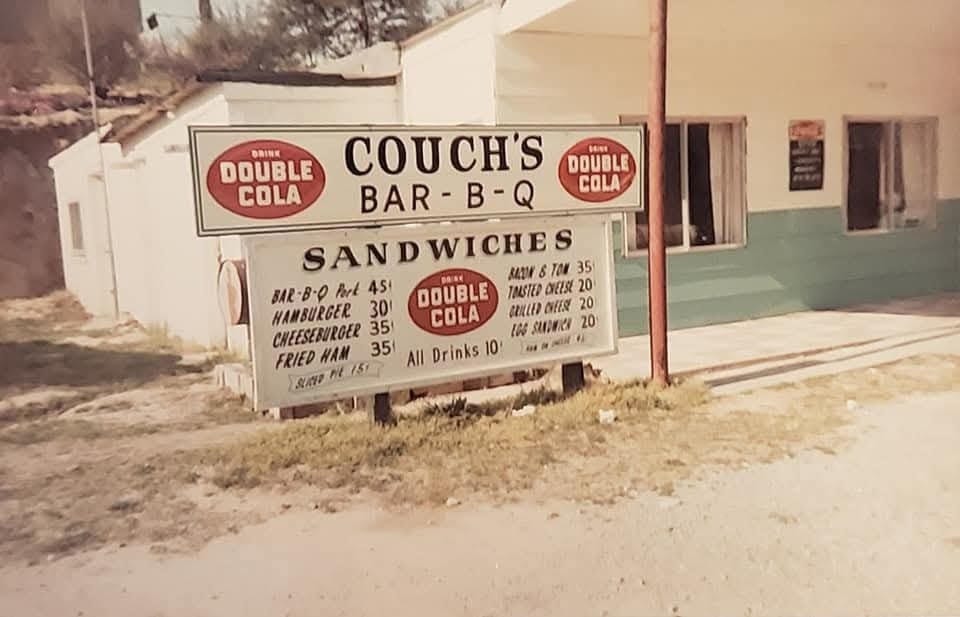 DRINK
DOUBLE
COLA
COUCH'S
BAR-B-Q
DRINK
DOUBLE
COLA
SANDWICHES
BAR-B-Q Pork 45¢
HAMBURGER 30¢
CHEESEBURGER 35¢
FRIED HAM 35¢
SLICED PIE 15¢
DRINK
DOUBLE
COLA
All Drinks 10¢
BACON & TOM. 35¢
TOASTED CHEESE 20¢
GRILLED CHEESE 20¢
EGG SANDWICH 20¢